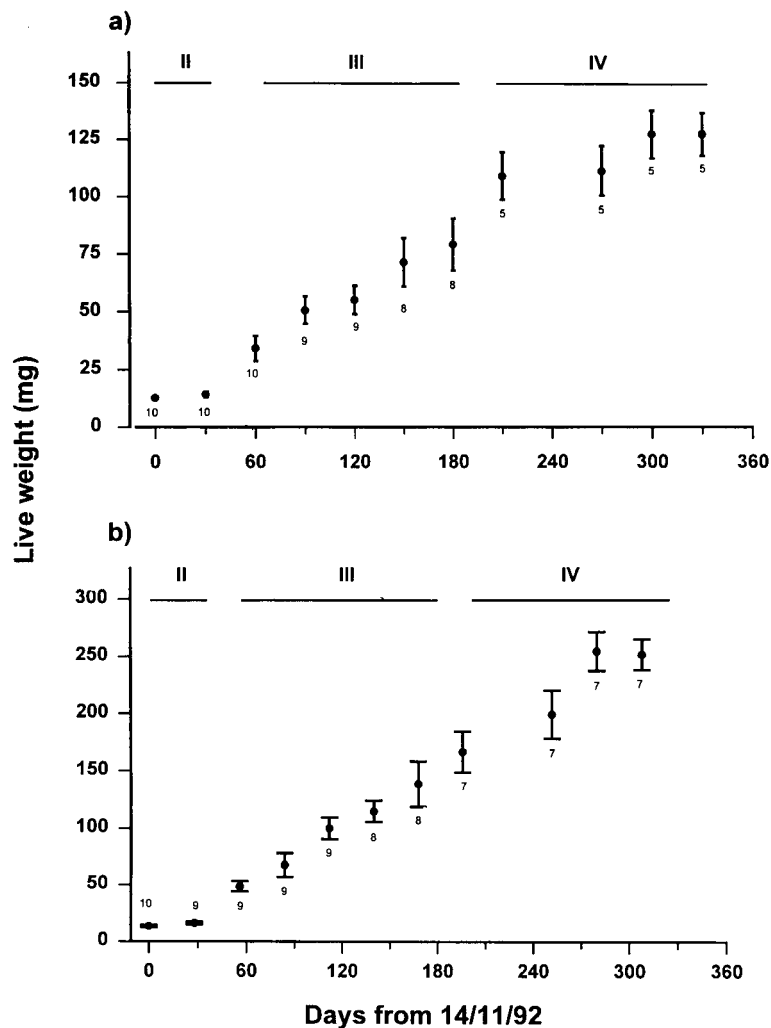 a)
II III IV
150
125
100
75
50
25
0
10 10 10 9 9 8 8 5 5 5 5
0 60 120 180 240 300 360
Live weight (mg)
b)
II III IV
300
250
200
150
100
50
0
10 9 9 9 9 8 8 7 7 7 7
0 60 120 180 240 300 360
Days from 14/11/92